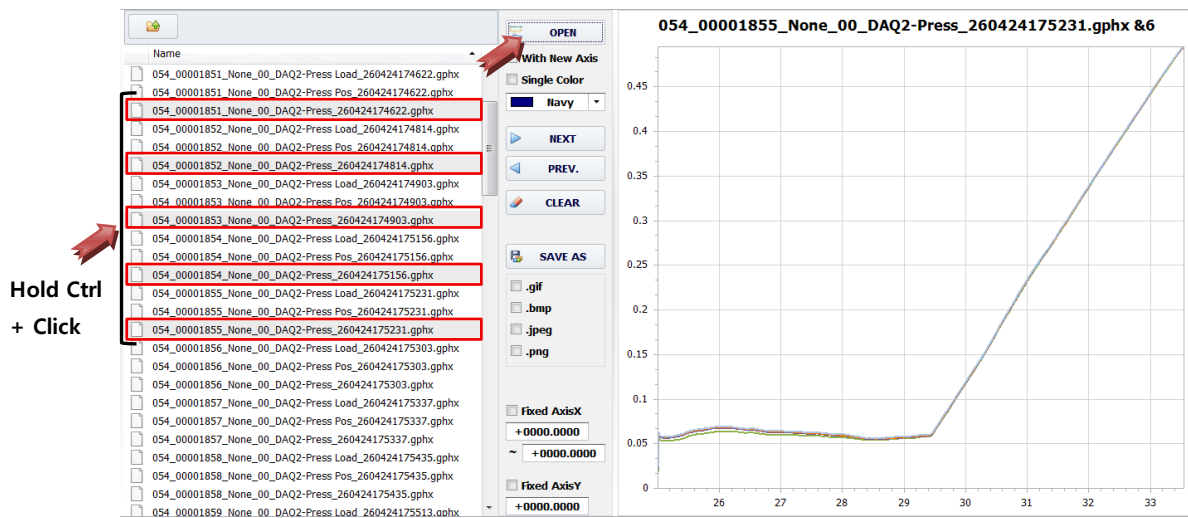 Hold Ctrl
+ Click
Name
054_00001851_None_00_DAQ2-Press Load_260424174622.gphx
054_00001851_None_00_DAQ2-Press Pos_260424174622.gphx
054_00001851_None_00_DAQ2-Press_260424174622.gphx
054_00001852_None_00_DAQ2-Press Load_260424174814.gphx
054_00001852_None_00_DAQ2-Press Pos_260424174814.gphx
054_00001852_None_00_DAQ2-Press_260424174814.gphx
054_00001853_None_00_DAQ2-Press Load_260424174903.gphx
054_00001853_None_00_DAQ2-Press Pos_260424174903.gphx
054_00001853_None_00_DAQ2-Press_260424174903.gphx
054_00001854_None_00_DAQ2-Press Load_260424175156.gphx
054_00001854_None_00_DAQ2-Press Pos_260424175156.gphx
054_00001854_None_00_DAQ2-Press_260424175156.gphx
054_00001855_None_00_DAQ2-Press Load_260424175231.gphx
054_00001855_None_00_DAQ2-Press Pos_260424175231.gphx
054_00001855_None_00_DAQ2-Press_260424175231.gphx
054_00001856_None_00_DAQ2-Press Load_260424175303.gphx
054_00001856_None_00_DAQ2-Press Pos_260424175303.gphx
054_00001856_None_00_DAQ2-Press_260424175303.gphx
054_00001857_None_00_DAQ2-Press Load_260424175337.gphx
054_00001857_None_00_DAQ2-Press Pos_260424175337.gphx
054_00001857_None_00_DAQ2-Press_260424175337.gphx
054_00001858_None_00_DAQ2-Press Load_260424175435.gphx
054_00001858_None_00_DAQ2-Press Pos_260424175435.gphx
054_00001858_None_00_DAQ2-Press_260424175435.gphx
054_00001859_None_00_DAQ2-Press Load_260424175513.gphx
OPEN
With New Axis
Single Color
Navy
NEXT
PREV.
CLEAR
SAVE AS
.gif
.bmp
.jpeg
.png
Fixed AxisX
+0000.0000
~ +0000.0000
Fixed AxisY
+0000.0000
054_00001855_None_00_DAQ2-Press_260424175231.gphx &6
0.45
0.4
0.35
0.3
0.25
0.2
0.15
0.1
0.05
0
26 27 28 29 30 31 32 33